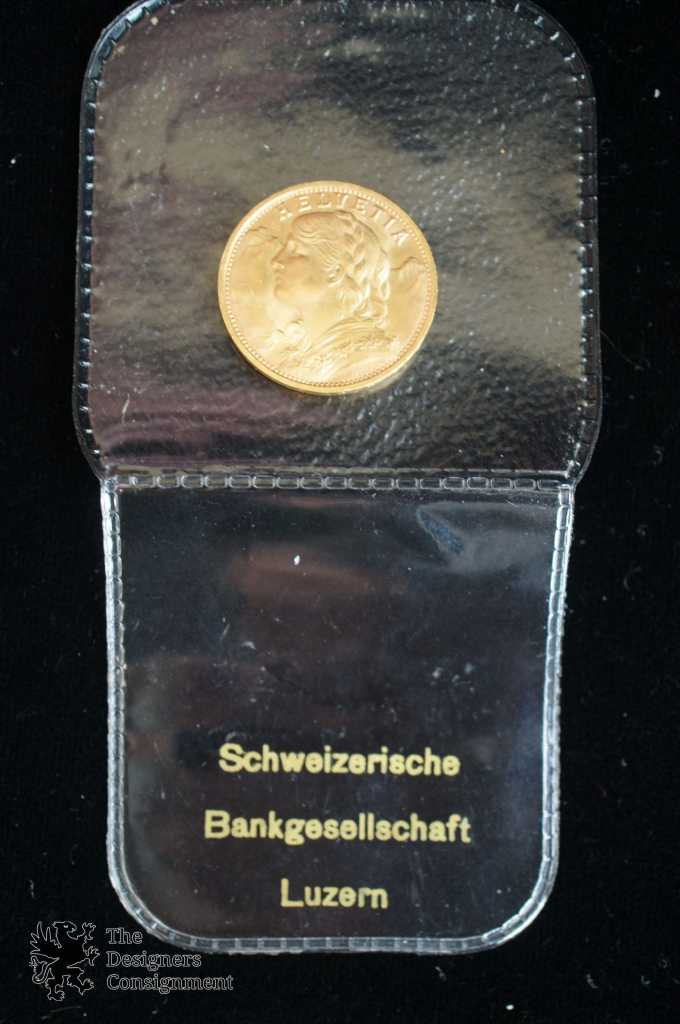 HELVETIA
Schweizerische
Bankgesellschaft
Luzern
The
Designers
Consignment